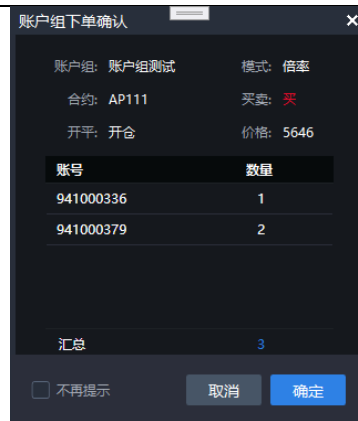 账户组下单确认
账户组: 账户组测试 模式: 倍率
合约: AP111 买卖: 买
开平: 开仓 价格: 5646
账号 数量
941000336 1
941000379 2
汇总 3
不再提示 取消 确定